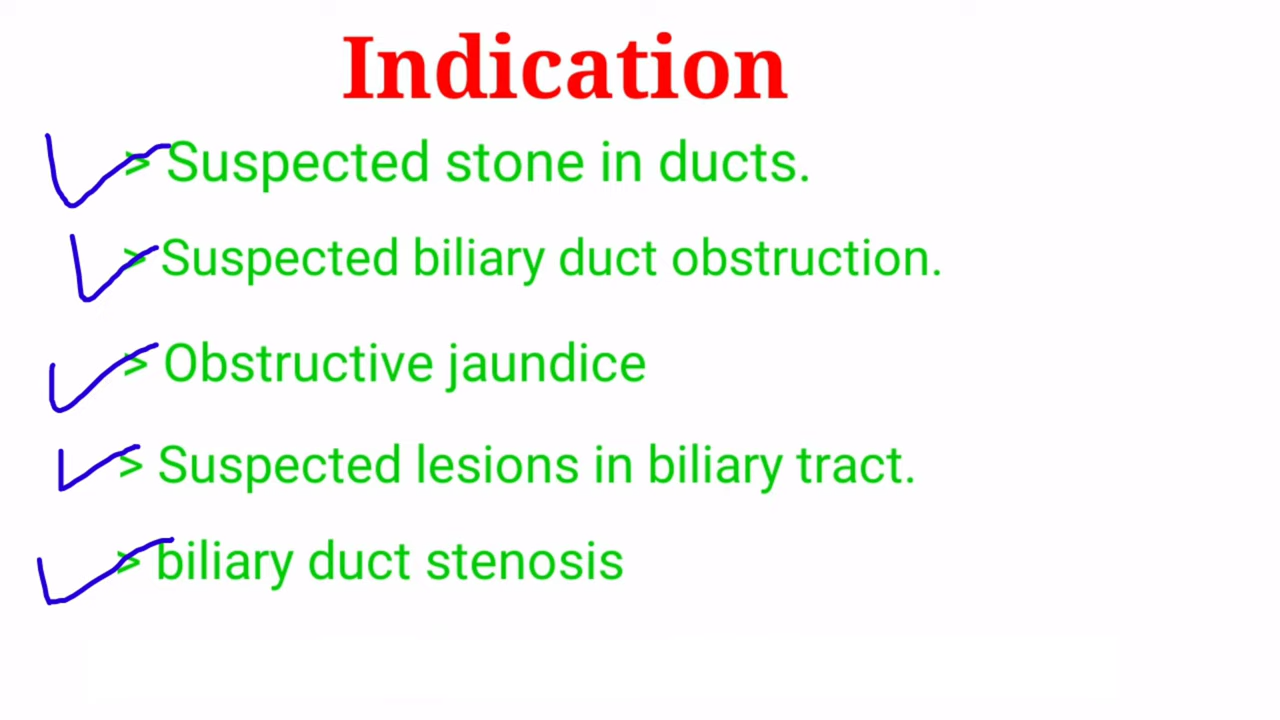 Indication
> Suspected stone in ducts.
> Suspected biliary duct obstruction.
> Obstructive jaundice
> Suspected lesions in biliary tract.
> biliary duct stenosis